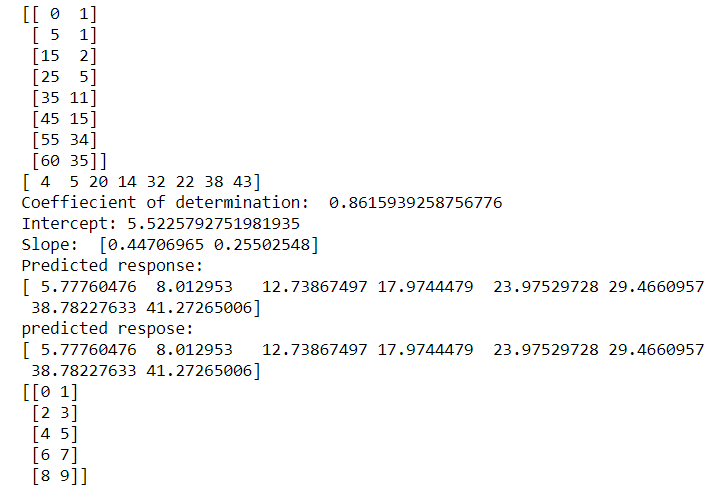 [[ 0  1]
 [ 5  1]
 [15  2]
 [25  5]
 [35 11]
 [45 15]
 [55 34]
 [60 35]]
[ 4  5 20 14 32 22 38 43]
Coeffiecient of determination:  0.8615939258756776
Intercept: 5.5225792751981935
Slope:  [0.44706965 0.25502548]
Predicted response:
[ 5.77760476  8.012953   12.73867497 17.9744479  23.97529728 29.4660957
 38.78227633 41.27265006]
predicted respose:
[ 5.77760476  8.012953   12.73867497 17.9744479  23.97529728 29.4660957
 38.78227633 41.27265006]
[[0 1]
 [2 3]
 [4 5]
 [6 7]
 [8 9]]